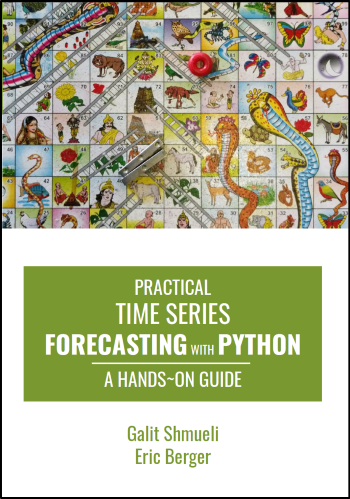 PRACTICAL
TIME SERIES
FORECASTING WITH PYTHON
A HANDS~ON GUIDE
Galit Shmueli
Eric Berger